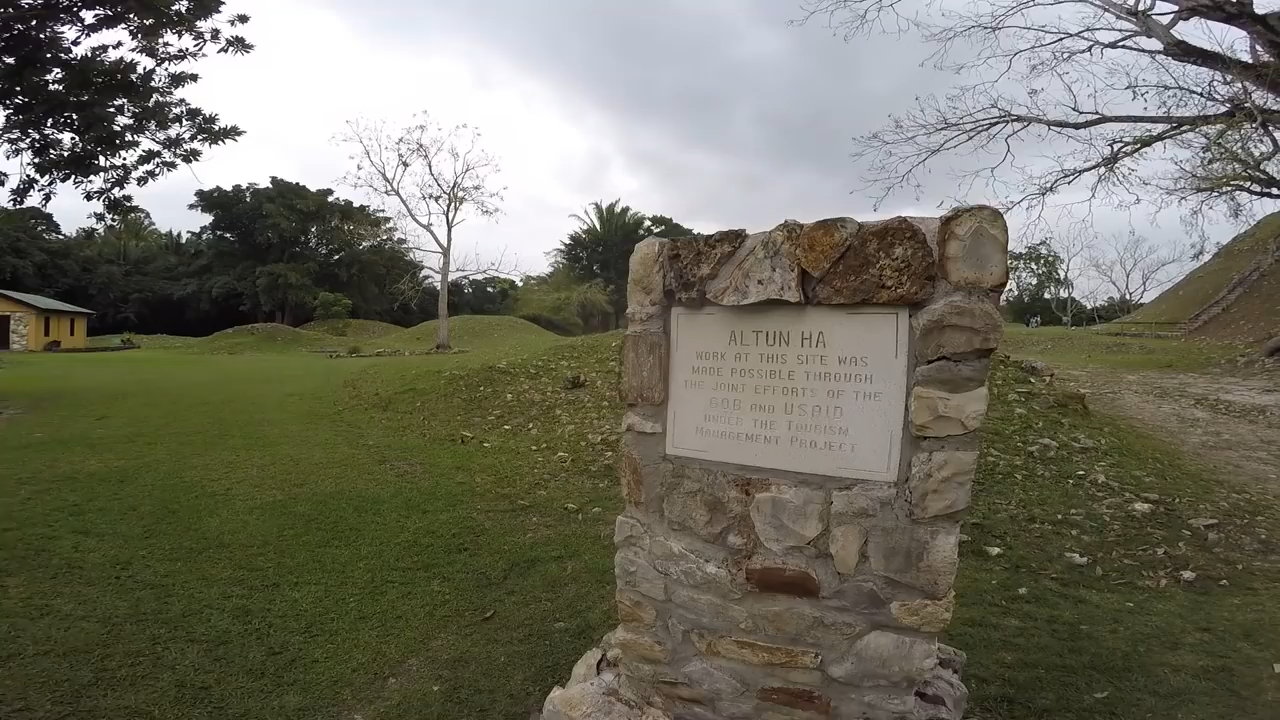 ALTUN HA
WORK AT THIS SITE WAS
MADE POSSIBLE THROUGH
THE JOINT EFFORTS OF THE
GOB AND USAID
UNDER THE TOURISM
MANAGEMENT PROJECT